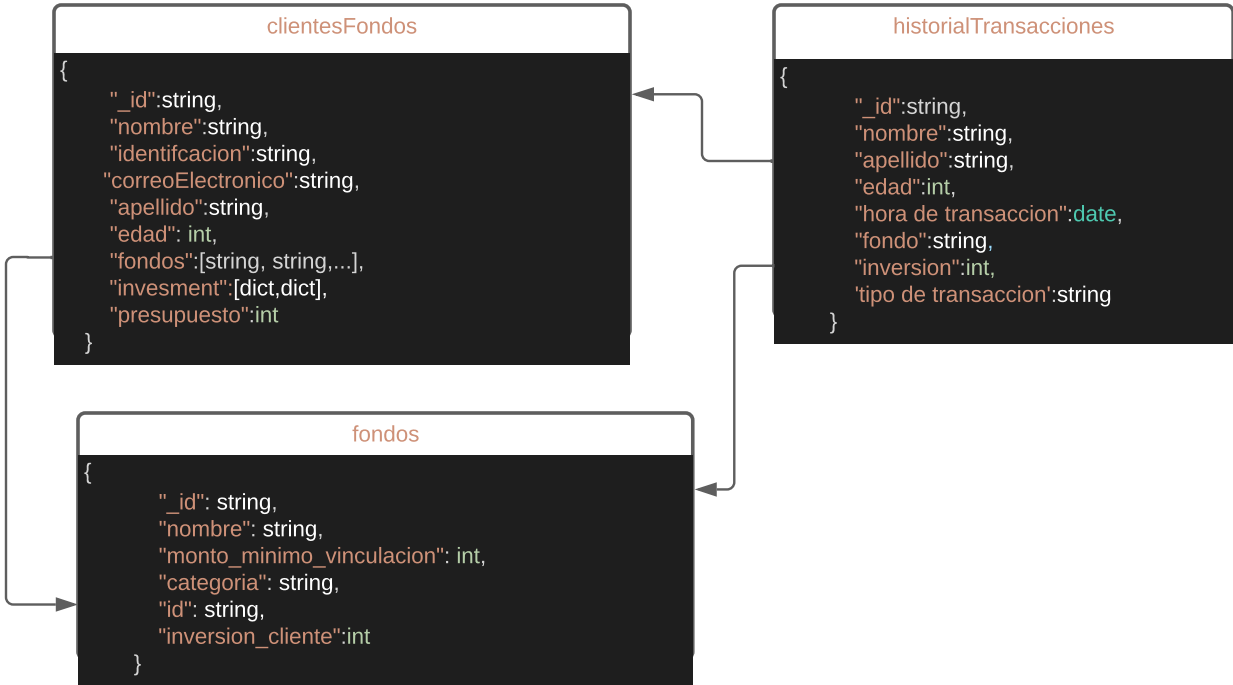 clientesFondos
{
"_id":string,
"nombre":string,
"identifcacion":string,
"correoElectronico":string,
"apellido":string,
"edad": int,
"fondos":[string, string,...],
"invesment":[dict,dict],
"presupuesto":int
}
historialTransacciones
{
"_id":string,
"nombre":string,
"apellido":string,
"edad":int,
"hora de transaccion":date,
"fondo":string,
"inversion":int,
'tipo de transaccion':string
}
fondos
{
"_id": string,
"nombre": string,
"monto_minimo_vinculacion": int,
"categoria": string,
"id": string,
"inversion_cliente":int
}